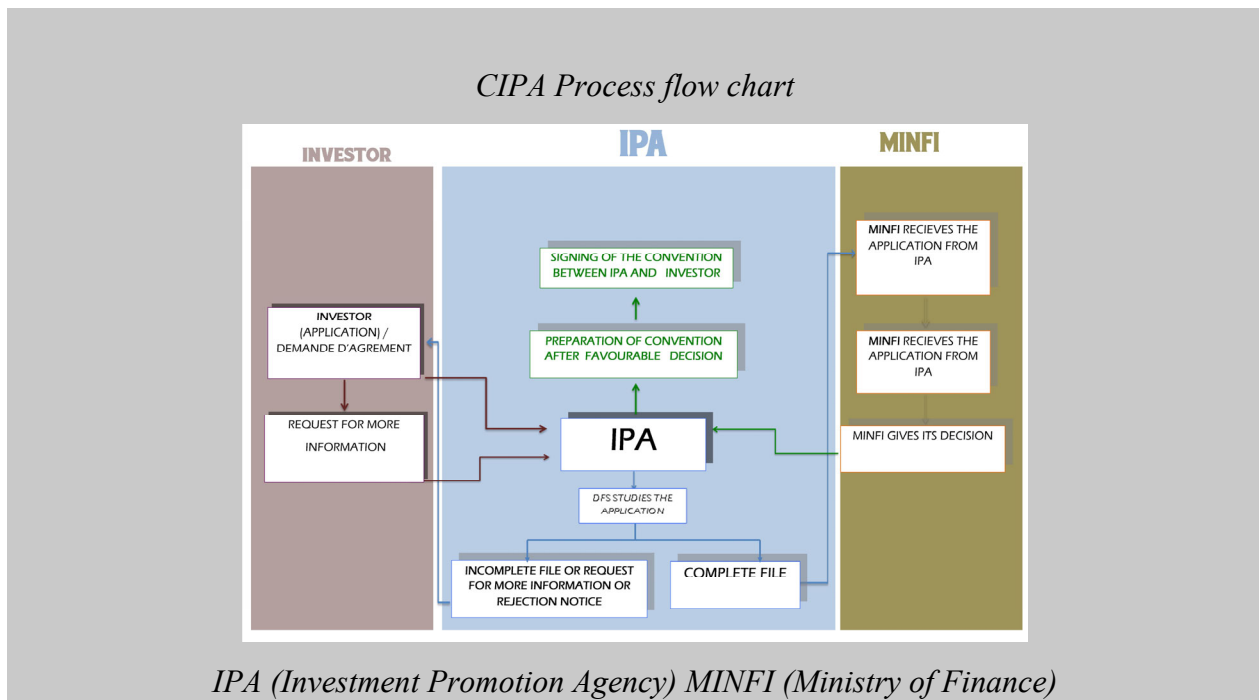 CIPA Process flow chart
INVESTOR
IPA
MINFI
INVESTOR
(APPLICATION) /
DEMANDE D'AGREMENT
REQUEST FOR MORE
INFORMATION
SIGNING OF THE CONVENTION
BETWEEN IPA AND INVESTOR
PREPARATION OF CONVENTION
AFTER FAVOURABLE DECISION
IPA
DFS STUDIES THE
APPLICATION
INCOMPLETE FILE OR REQUEST
FOR MORE INFORMATION OR
REJECTION NOTICE
COMPLETE FILE
MINFI RECIEVES THE
APPLICATION FROM
IPA
MINFI RECIEVES THE
APPLICATION FROM
IPA
MINFI GIVES ITS DECISION
IPA (Investment Promotion Agency) MINFI (Ministry of Finance)